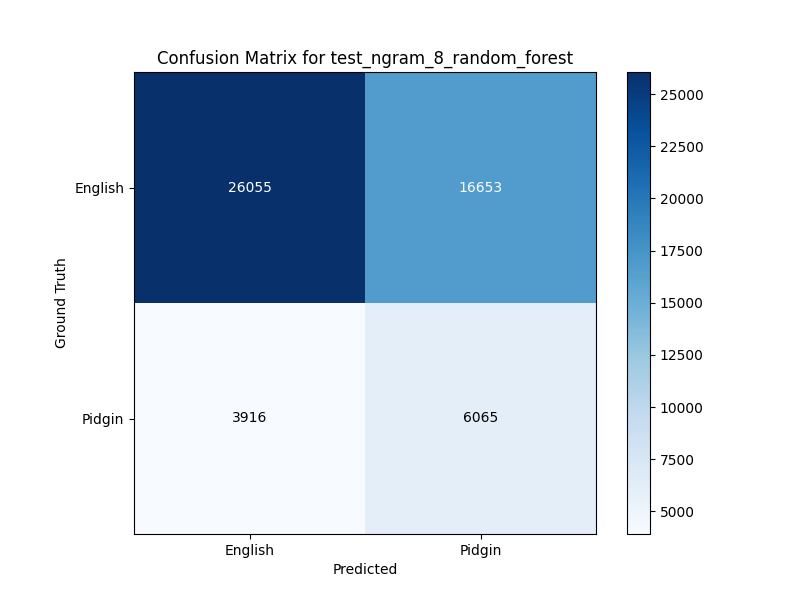 Confusion Matrix for test_ngram_8_random_forest
English
26055
16653
Pidgin
3916
6065
English
Pidgin
Predicted
Ground Truth
25000
22500
20000
17500
15000
12500
10000
7500
5000